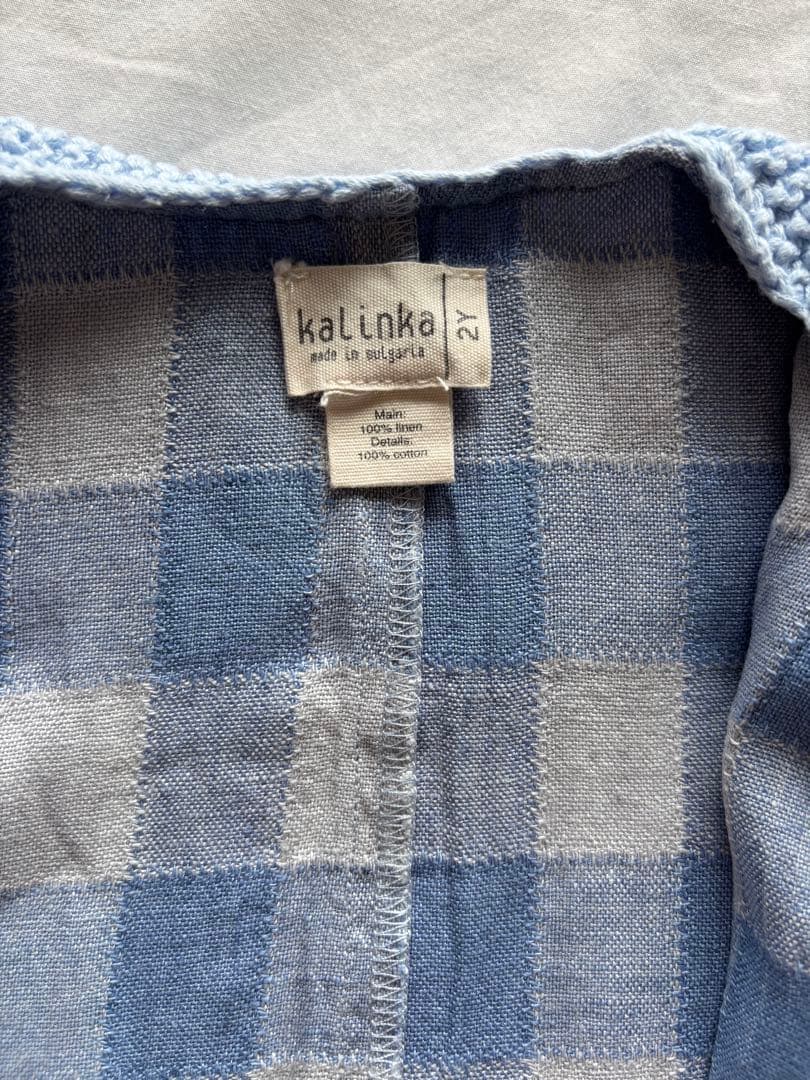 kalinka
made in bulgaria
2Y
Main:
100% linen
Details:
100% cotton